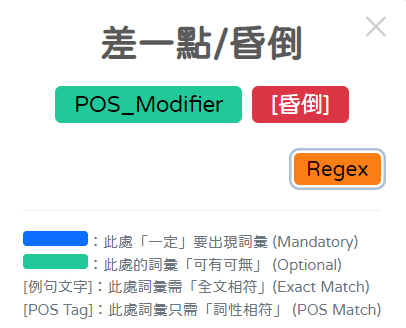 差一點/昏倒
POS_Modifier [昏倒]
Regex
：此處「一定」要出現詞彙 (Mandatory)
：此處的詞彙「可有可無」 (Optional)
[例句文字]：此處詞彙需「全文相符」(Exact Match)
[POS Tag]：此處詞彙只需「詞性相符」 (POS Match)